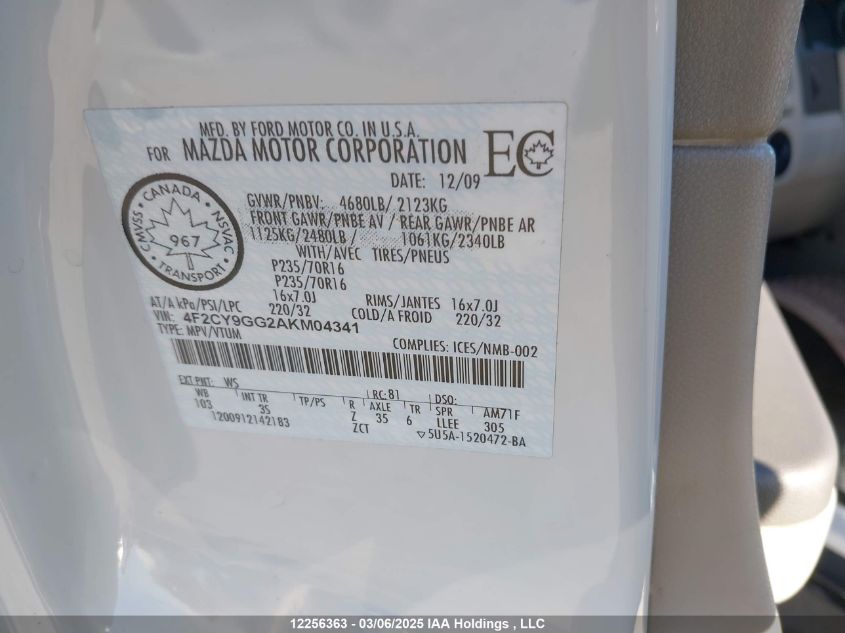 MFD. BY FORD MOTOR CO. IN U.S.A.
FOR MAZDA MOTOR CORPORATION EC
DATE: 12/09
CANADA
CMVSS NSVAC
967
TRANSPORT
GVWR/PNBV: 4680LB/ 2123KG
FRONT GAWR/PNBE AV / REAR GAWR/PNBE AR
1125KG/2480LB / 1061KG/2340LB
WITH/AVEC TIRES/PNEUS
P235/70R16
P235/70R16
16x7.0J RIMS/JANTES 16x7.0J
AT/A kPa/PSI/LPC 220/32 COLD/A FROID 220/32
VIN: 4F2CY9GG2AKM04341
TYPE: MPV/VTUM
COMPLIES: ICES/NMB-002
EXT PNT: WS RC: 81 DSO:
WB INT TR TP/PS R AXLE TR SPR AM71F
103 35 Z 35 6 LLEE 305
1200912142183 ZCT ▽5U5A-1520472-BA
12256363 - 03/06/2025 IAA Holdings , LLC